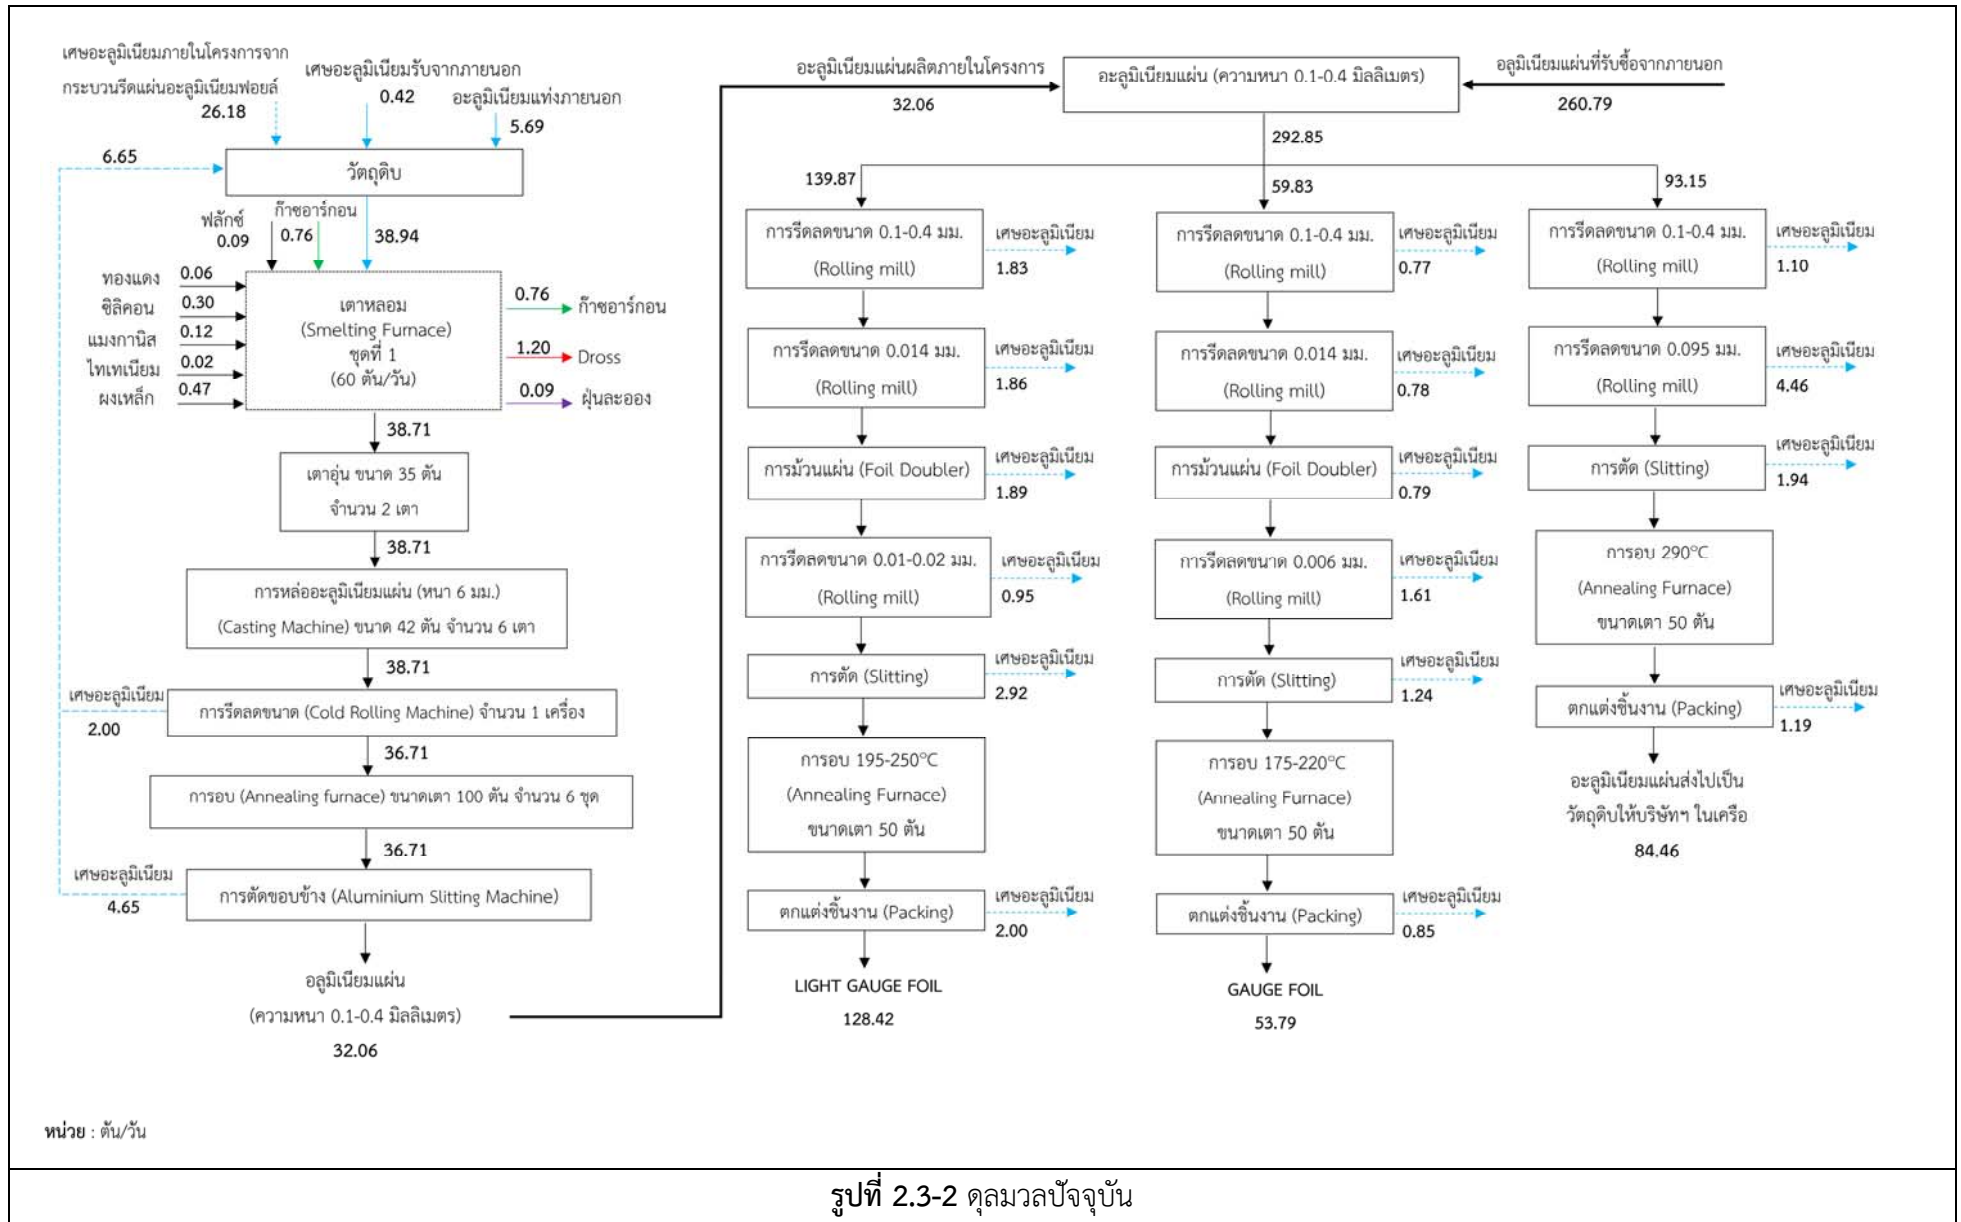 เศษอะลูมิเนียมภายในโครงการจาก
กระบวนรีดแผ่นอะลูมิเนียมฟอยล์
26.18
เศษอะลูมิเนียมรับจากภายนอก
0.42
อะลูมิเนียมแท่งภายนอก
5.69
6.65
วัตถุดิบ
ฟลักซ์
0.09
ก๊าซอาร์กอน
0.76
38.94
ทองแดง
0.06
ซิลิคอน
0.30
แมงกานิส
0.12
ไทเทเนียม
0.02
ผงเหล็ก
0.47
เตาหลอม
(Smelting Furnace)
ชุดที่ 1
(60 ตัน/วัน)
0.76
ก๊าซอาร์กอน
1.20
Dross
0.09
ฝุ่นละออง
38.71
เตาอุ่น ขนาด 35 ตัน
จำนวน 2 เตา
38.71
การหล่ออะลูมิเนียมแผ่น (หนา 6 มม.)
(Casting Machine) ขนาด 42 ตัน จำนวน 6 เตา
38.71
เศษอะลูมิเนียม
2.00
การรีดลดขนาด (Cold Rolling Machine) จำนวน 1 เครื่อง
36.71
การอบ (Annealing furnace) ขนาดเตา 100 ตัน จำนวน 6 ชุด
36.71
เศษอะลูมิเนียม
4.65
การตัดขอบข้าง (Aluminium Slitting Machine)
อลูมิเนียมแผ่น
(ความหนา 0.1-0.4 มิลลิเมตร)
32.06
อะลูมิเนียมแผ่นผลิตภายในโครงการ
32.06
อะลูมิเนียมแผ่น (ความหนา 0.1-0.4 มิลลิเมตร)
อลูมิเนียมแผ่นที่รับซื้อจากภายนอก
260.79
292.85
139.87
59.83
93.15
การรีดลดขนาด 0.1-0.4 มม.
(Rolling mill)
เศษอะลูมิเนียม
1.83
การรีดลดขนาด 0.014 มม.
(Rolling mill)
เศษอะลูมิเนียม
1.86
การม้วนแผ่น (Foil Doubler)
เศษอะลูมิเนียม
1.89
การรีดลดขนาด 0.01-0.02 มม.
(Rolling mill)
เศษอะลูมิเนียม
0.95
การตัด (Slitting)
เศษอะลูมิเนียม
2.92
การอบ 195-250°C
(Annealing Furnace)
ขนาดเตา 50 ตัน
ตกแต่งชิ้นงาน (Packing)
เศษอะลูมิเนียม
2.00
LIGHT GAUGE FOIL
128.42
การรีดลดขนาด 0.1-0.4 มม.
(Rolling mill)
เศษอะลูมิเนียม
0.77
การรีดลดขนาด 0.014 มม.
(Rolling mill)
เศษอะลูมิเนียม
0.78
การม้วนแผ่น (Foil Doubler)
เศษอะลูมิเนียม
0.79
การรีดลดขนาด 0.006 มม.
(Rolling mill)
เศษอะลูมิเนียม
1.61
การตัด (Slitting)
เศษอะลูมิเนียม
1.24
การอบ 175-220°C
(Annealing Furnace)
ขนาดเตา 50 ตัน
ตกแต่งชิ้นงาน (Packing)
เศษอะลูมิเนียม
0.85
GAUGE FOIL
53.79
การรีดลดขนาด 0.1-0.4 มม.
(Rolling mill)
เศษอะลูมิเนียม
1.10
การรีดลดขนาด 0.095 มม.
(Rolling mill)
เศษอะลูมิเนียม
4.46
การตัด (Slitting)
เศษอะลูมิเนียม
1.94
การอบ 290°C
(Annealing Furnace)
ขนาดเตา 50 ตัน
ตกแต่งชิ้นงาน (Packing)
เศษอะลูมิเนียม
1.19
อะลูมิเนียมแผ่นส่งไปเป็น
วัตถุดิบให้บริษัทฯ ในเครือ
84.46
หน่วย : ตัน/วัน
รูปที่ 2.3-2 ดุลมวลปัจจุบัน